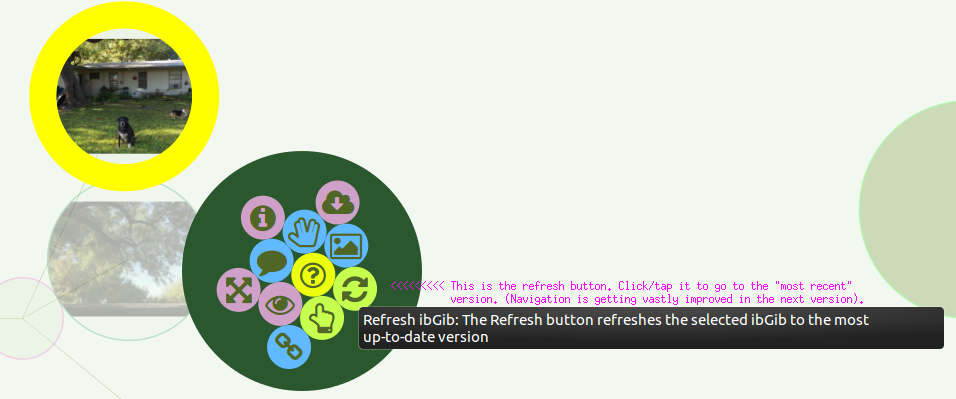 <<<<<<<<< This is the refresh button. Click/tap it to go to the "most recent"
version. (Navigation is getting vastly improved in the next version).
Refresh ibGib: The Refresh button refreshes the selected ibGib to the most
up-to-date version